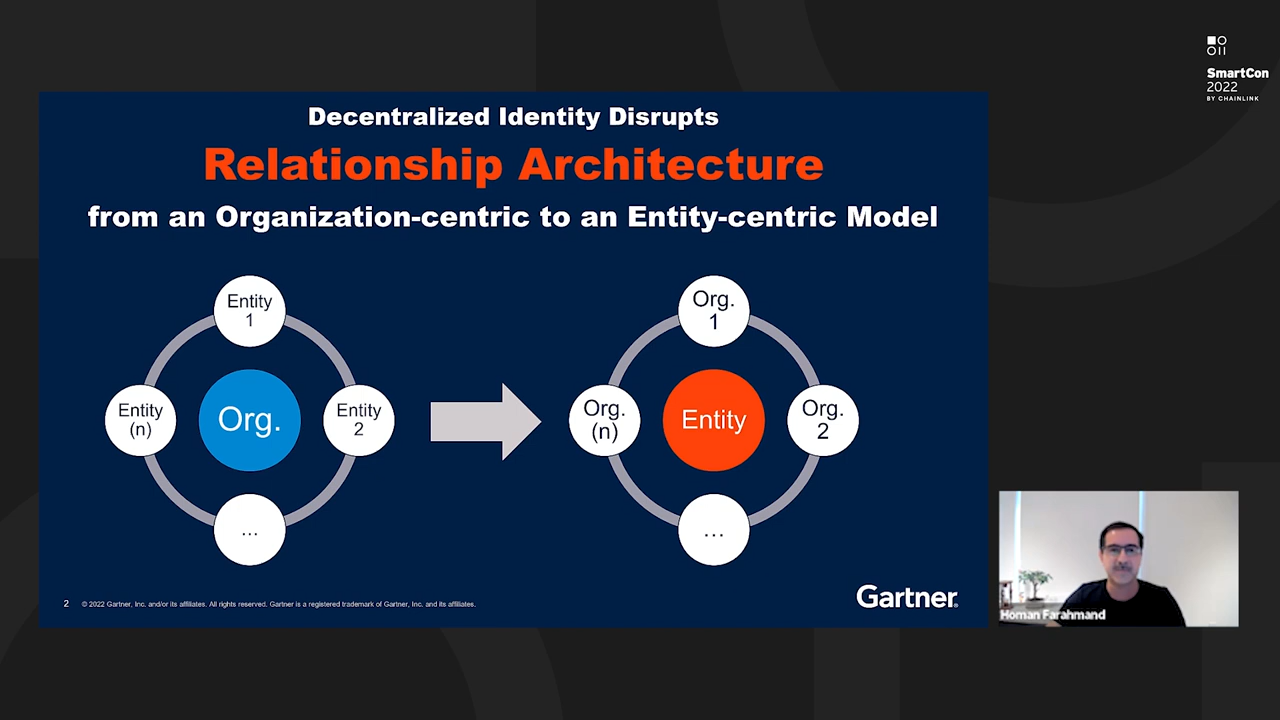 SmartCon
2022
BY CHAINLINK
Decentralized Identity Disrupts
Relationship Architecture
from an Organization-centric to an Entity-centric Model
Entity
1
Entity
(n)
Org.
Entity
2
...
Org.
1
Org.
(n)
Entity
Org.
2
...
2 © 2022 Gartner, Inc. and/or its affiliates. All rights reserved. Gartner is a registered trademark of Gartner, Inc. and its affiliates.
Gartner®
Homan Farahmand